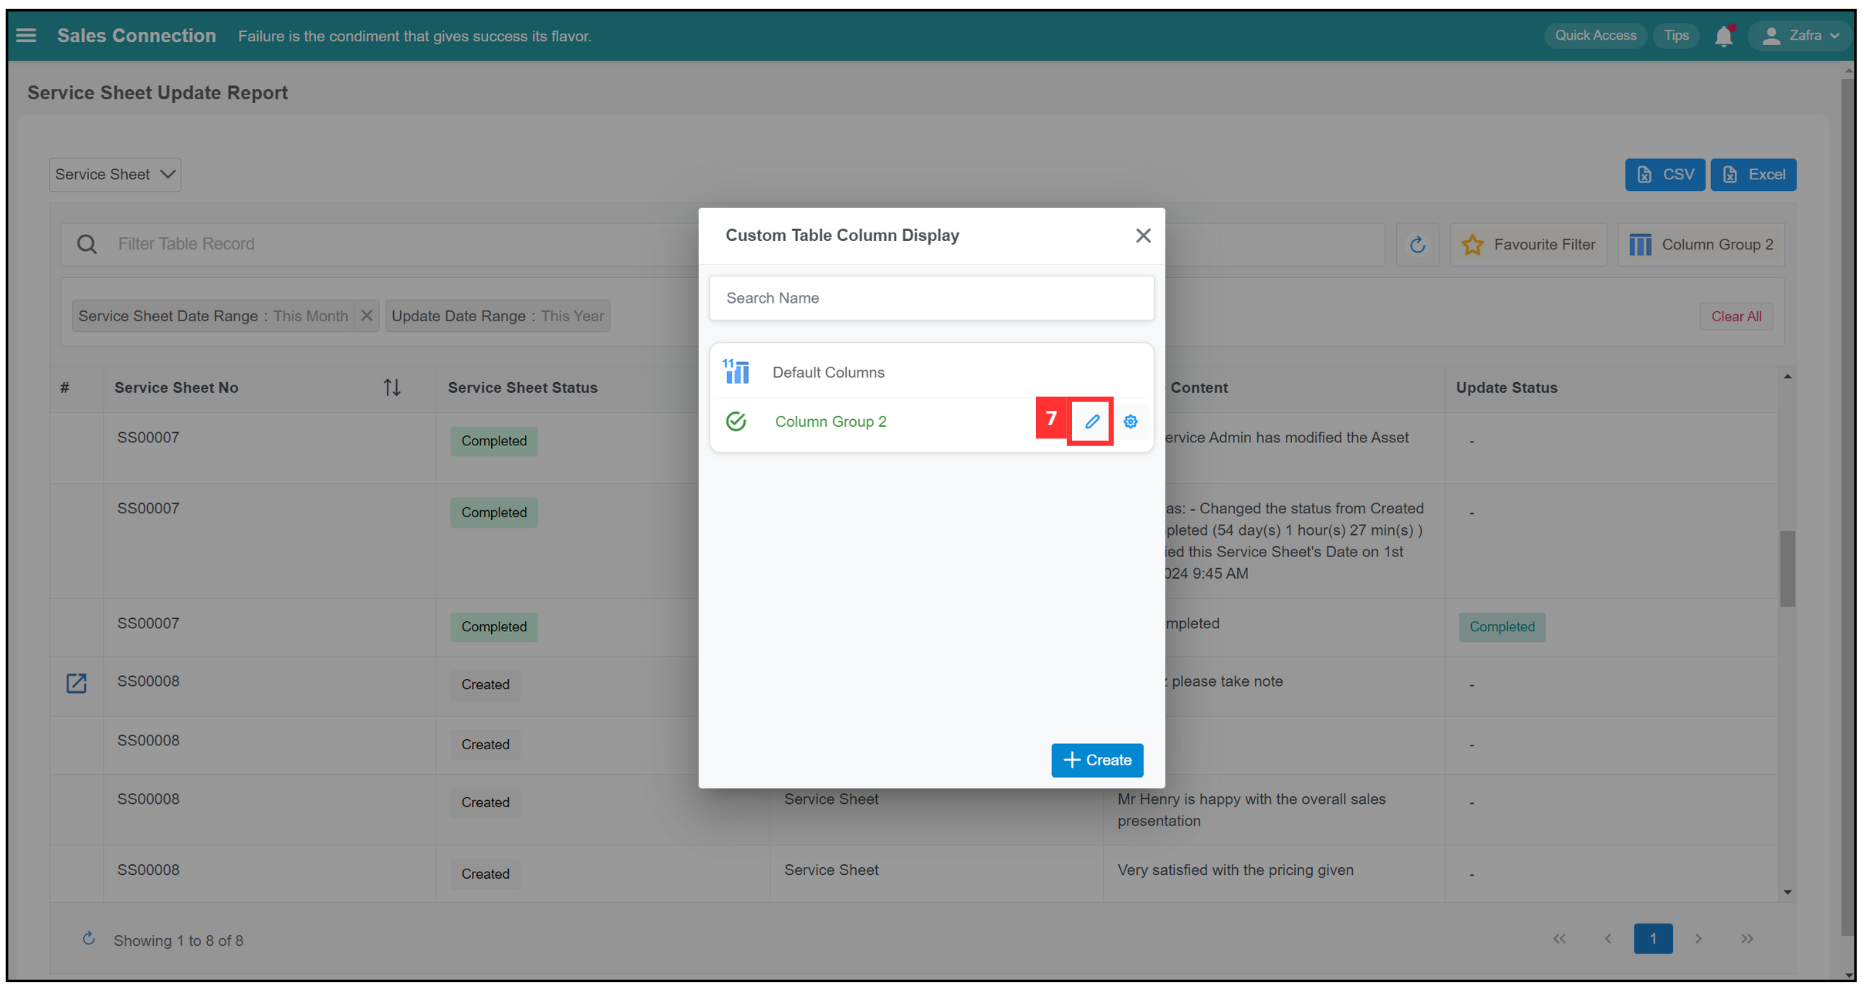 Sales Connection Failure is the condiment that gives success its flavor. Quick Access Tips Zafra
Service Sheet Update Report
Service Sheet CSV Excel
Filter Table Record Favourite Filter Column Group 2
Service Sheet Date Range : This Month Update Date Range : This Year Clear All
Custom Table Column Display
Search Name
11 Default Columns
Column Group 2 7
Create
# Service Sheet No Service Sheet Status Content Update Status
SS00007 Completed ervice Admin has modified the Asset -
SS00007 Completed as: - Changed the status from Created -
pleted (54 day(s) 1 hour(s) 27 min(s) )
ied this Service Sheet's Date on 1st
024 9:45 AM
SS00007 Completed mpleted Completed
SS00008 Created please take note -
SS00008 Created -
SS00008 Created Service Sheet Mr Henry is happy with the overall sales -
presentation
SS00008 Created Service Sheet Very satisfied with the pricing given -
Showing 1 to 8 of 8 << < 1 > >>